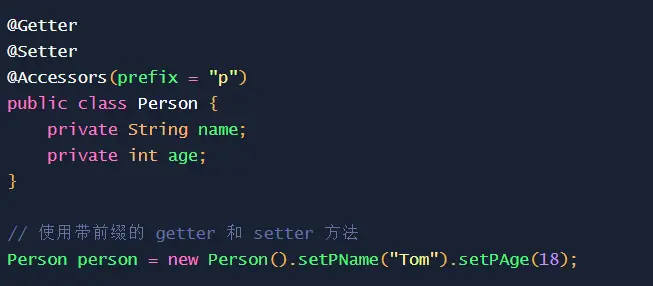 @Getter
@Setter
@Accessors(prefix = "p")
public class Person {
    private String name;
    private int age;
}
// 使用带前缀的 getter 和 setter 方法
Person person = new Person().setPName("Tom").setPAge(18);